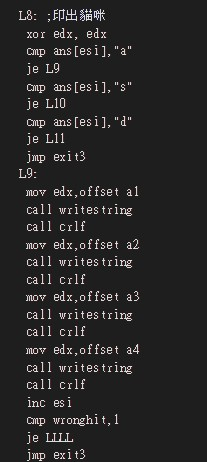 L8: ;印出貓咪
xor edx, edx
cmp ans[esi],"a"
je L9
cmp ans[esi],"s"
je L10
cmp ans[esi],"d"
je L11
jmp exit3
L9:
mov edx,offset a1
call writestring
call crlf
mov edx,offset a2
call writestring
call crlf
mov edx,offset a3
call writestring
call crlf
mov edx,offset a4
call writestring
call crlf
inc esi
cmp wronghit,1
je LLLL
jmp exit3